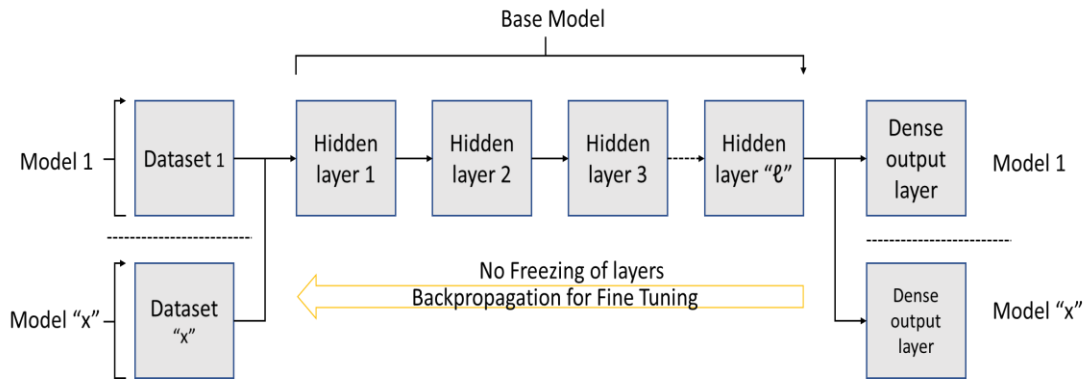 Base Model
Model 1
Dataset 1
Hidden
layer 1
Hidden
layer 2
Hidden
layer 3
Hidden
layer “ℓ”
Dense
output
layer
Model 1
Model “x”
Dataset
“x”
No Freezing of layers
Backpropagation for Fine Tuning
Dense
output
layer
Model “x”